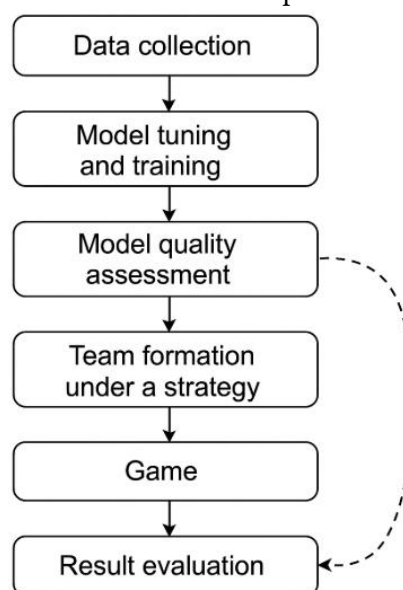 Data collection
Model tuning
and training
Model quality
assessment
Team formation
under a strategy
Game
Result evaluation